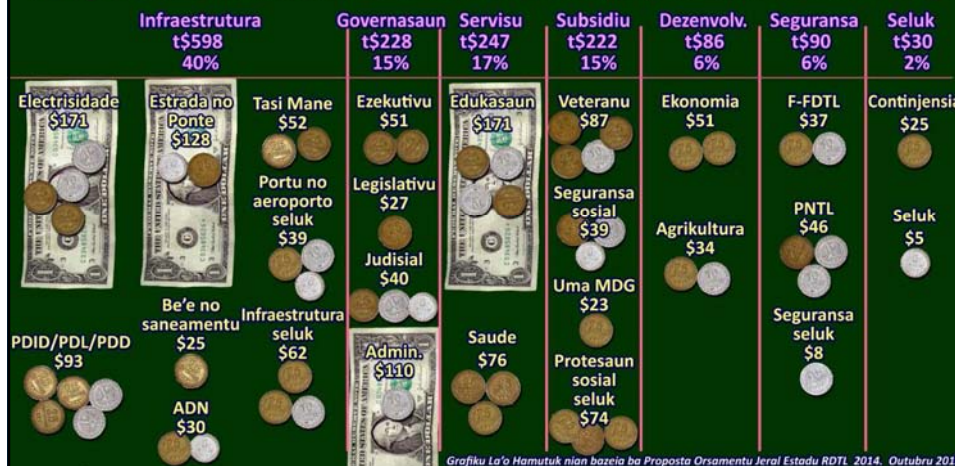 Infraestrutura
t$598
40%
Governasaun
t$228
15%
Servisu
t$247
17%
Subsidiu
t$222
15%
Dezenvolv.
t$86
6%
Seguransa
t$90
6%
Seluk
t$30
2%
Electrisidade
$171
Estrada no
Ponte
$128
Tasi Mane
$52
Portu no
aeroporto
seluk
$39
PDID/PDL/PDD
$93
Be'e no
saneamentu
$25
ADN
$30
Infraestrutura
seluk
$62
Ezekutivu
$51
Legislativu
$27
Judisial
$40
Admin.
$110
Edukasaun
$171
Saude
$76
Veteranu
$87
Seguransa
sosial
$39
Uma MDG
$23
Protesaun
sosial
seluk
$74
Ekonomia
$51
Agrikultura
$34
F-FDTL
$37
PNTL
$46
Seguransa
seluk
$8
Continjensia
$25
Seluk
$5
Grafiku La'o Hamutuk nian bazeia ba Proposta Orsamentu Jeral Estadu RDTL 2014. Outubru 201